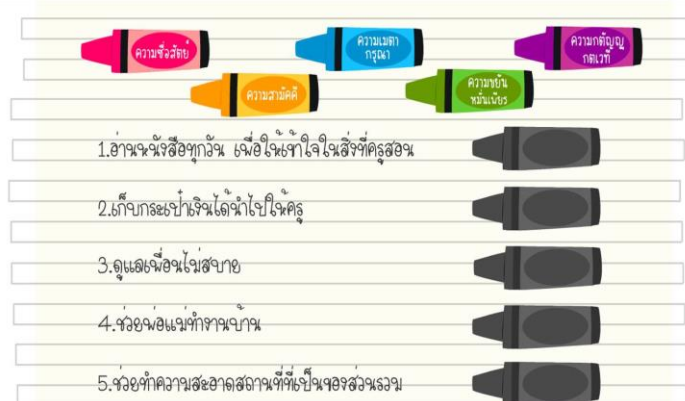 ความซื่อสัตย์
ความเมตา
กรุณา
ความกตัญญู
กตเวที
ความสามัคคี
ความขยัน
หมั่นเพียร
1.อ่านหนังสือทุกวัน เพื่อให้เข้าใจในสิ่งที่ครูสอน
2.เก็บกระเป๋าเงินได้นำไปให้ครู
3.ดูแลเพื่อนไม่สบาย
4.ช่วยพ่อแม่ทำงานบ้าน
5.ช่วยทำความสะอาดสถานที่ที่เป็นของส่วนรวม